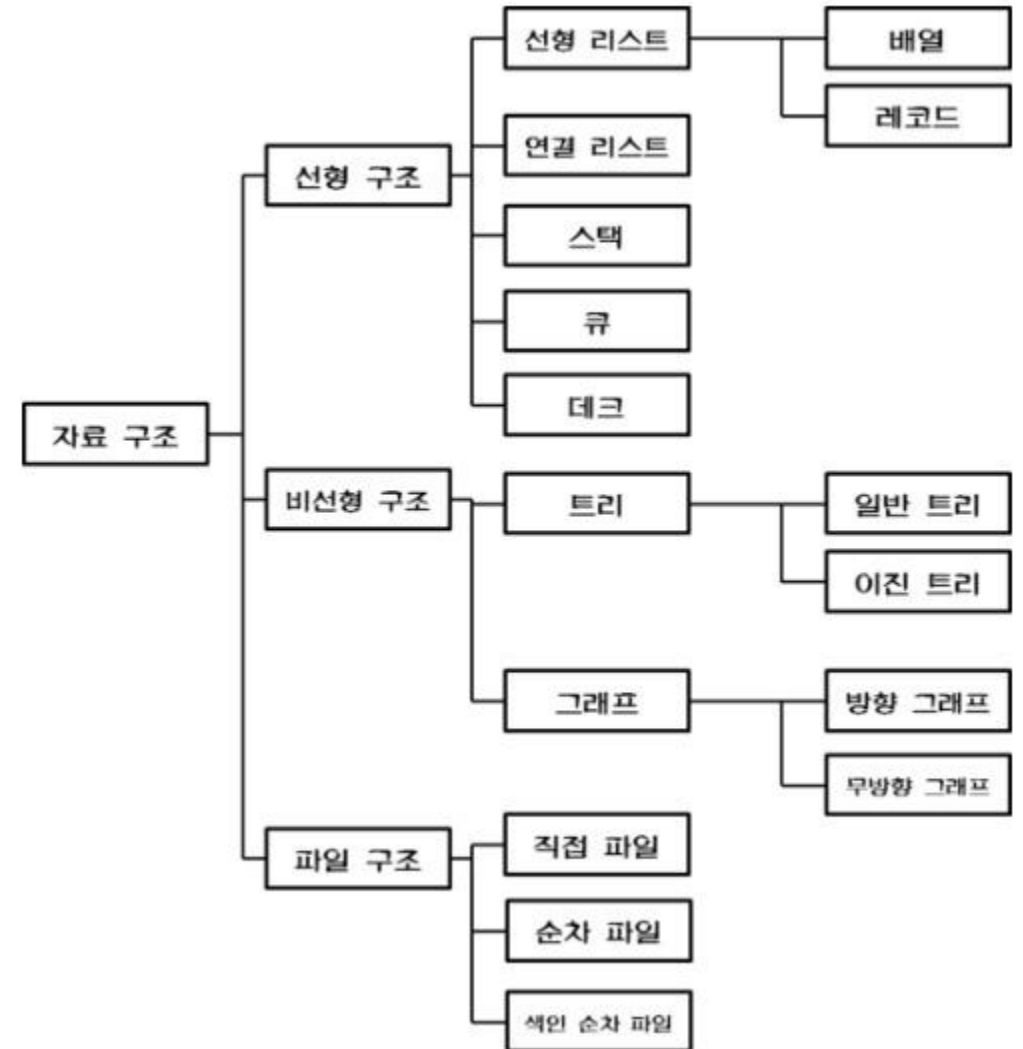 자료 구조
선형 구조
선형 리스트
배열
레코드
연결 리스트
스택
큐
데크
비선형 구조
트리
일반 트리
이진 트리
그래프
방향 그래프
무방향 그래프
파일 구조
직접 파일
순차 파일
색인 순차 파일